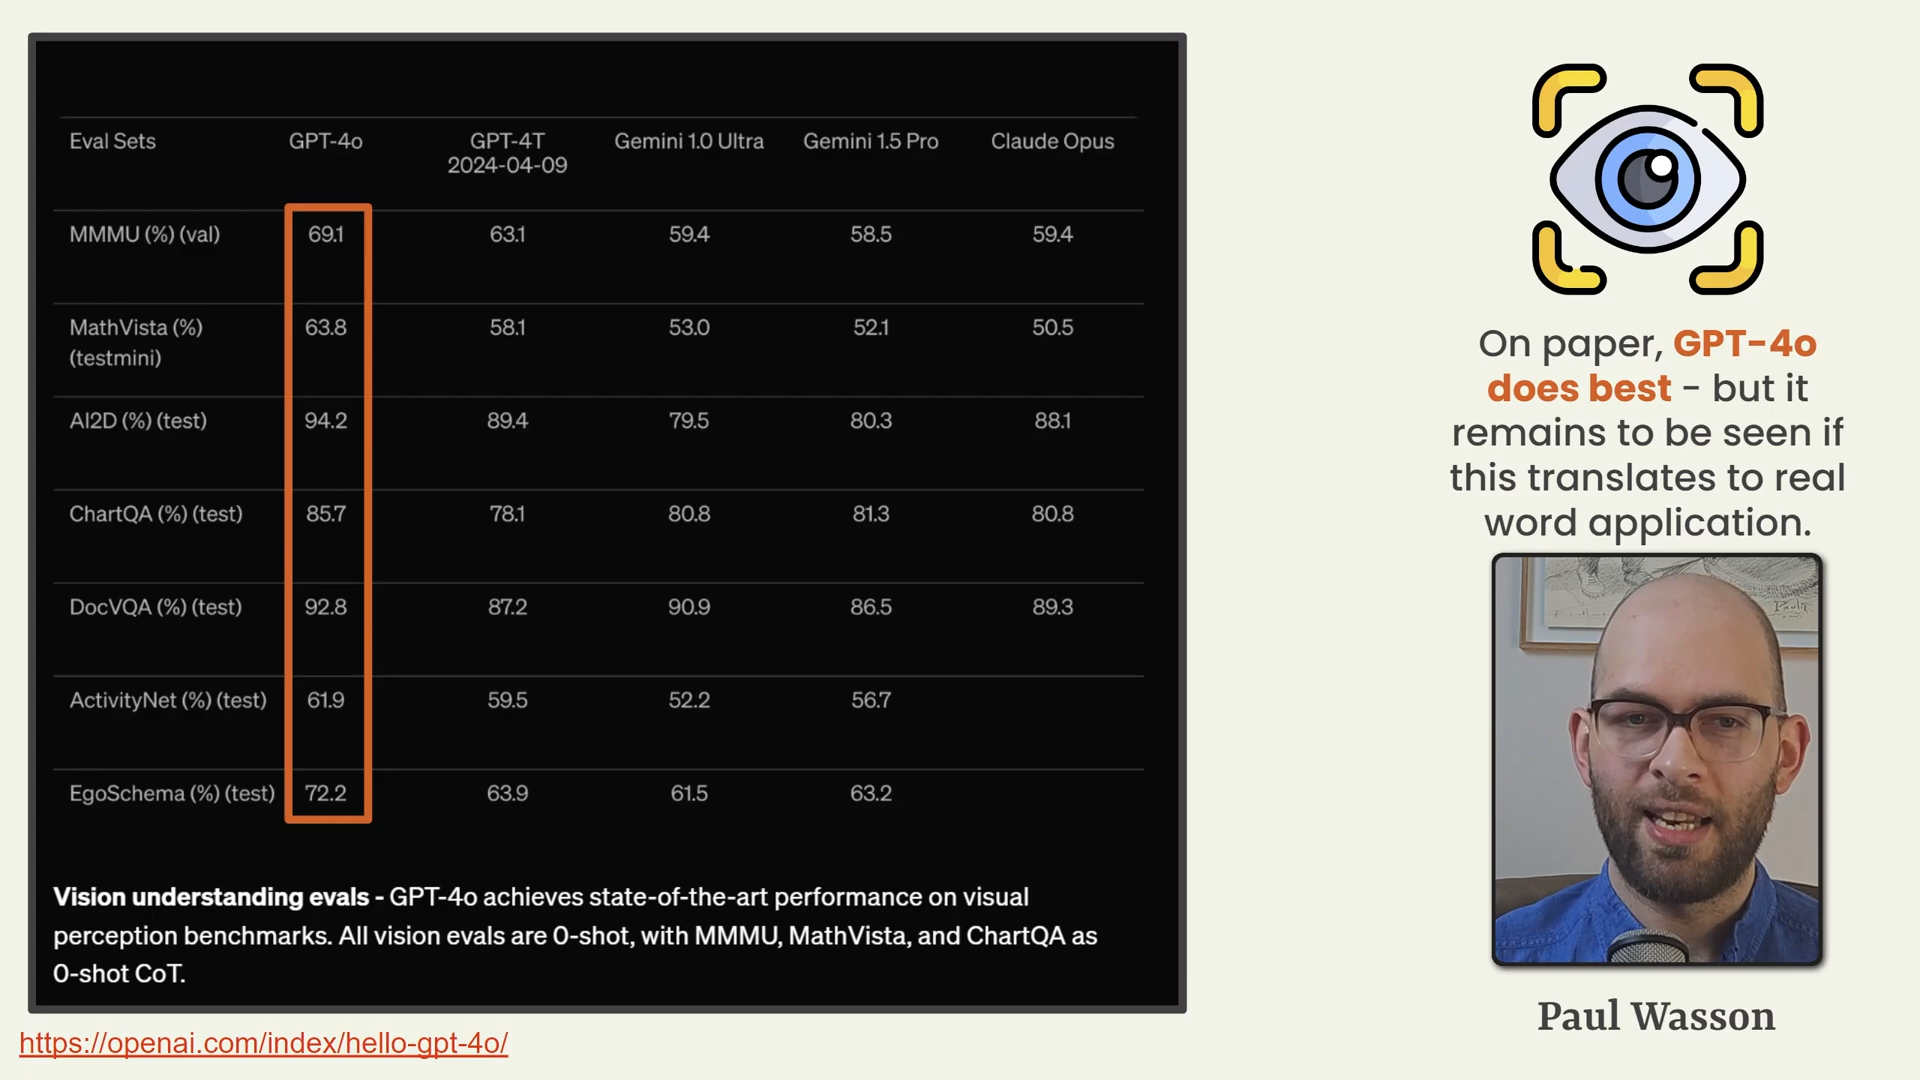 Eval Sets GPT-4o GPT-4T Gemini 1.0 Ultra Gemini 1.5 Pro Claude Opus
2024-04-09
MMMU (%) (val) 69.1 63.1 59.4 58.5 59.4
MathVista (%) 63.8 58.1 53.0 52.1 50.5
(testmini)
AI2D (%) (test) 94.2 89.4 79.5 80.3 88.1
ChartQA (%) (test) 85.7 78.1 80.8 81.3 80.8
DocVQA (%) (test) 92.8 87.2 90.9 86.5 89.3
ActivityNet (%) (test) 61.9 59.5 52.2 56.7
EgoSchema (%) (test) 72.2 63.9 61.5 63.2
Vision understanding evals - GPT-4o achieves state-of-the-art performance on visual
perception benchmarks. All vision evals are 0-shot, with MMMU, MathVista, and ChartQA as
0-shot CoT.
https://openai.com/index/hello-gpt-4o/
On paper, GPT-4o
does best - but it
remains to be seen if
this translates to real
word application.
Paul Wasson